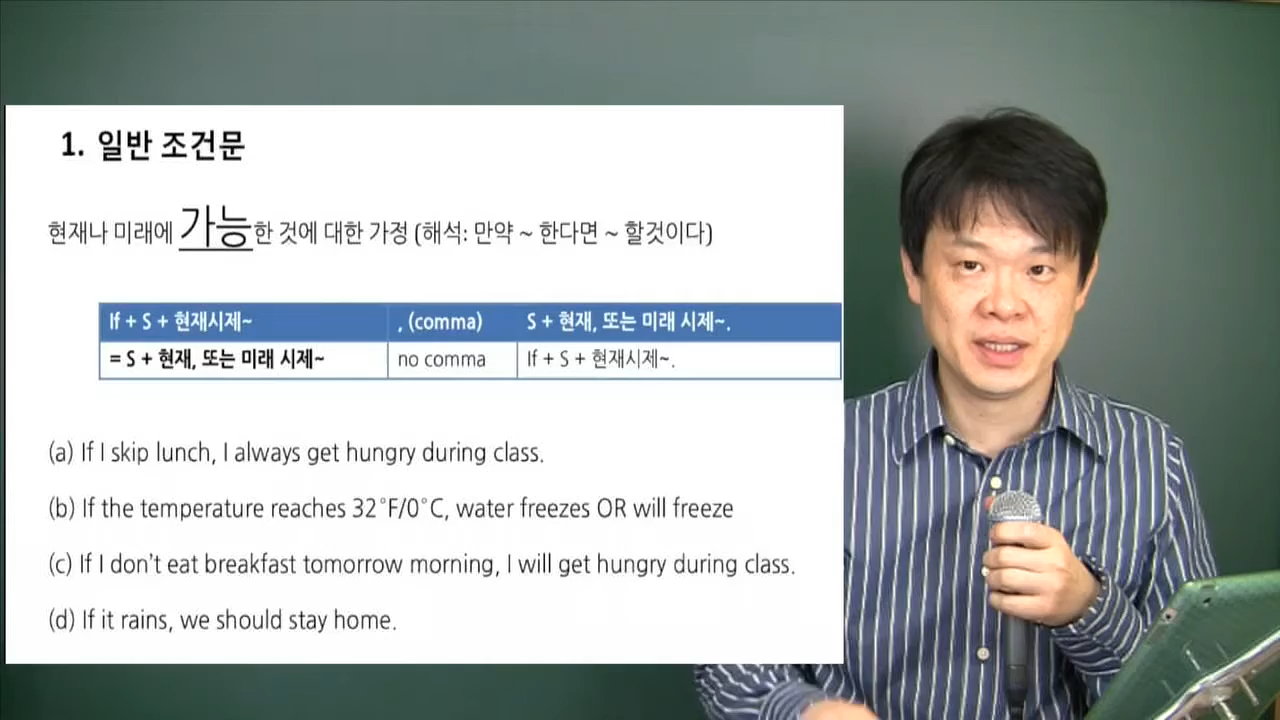 1. 일반 조건문
현재나 미래에 가능한 것에 대한 가정 (해석: 만약 ~ 한다면 ~ 할것이다)
If + S + 현재시제~ , (comma) S + 현재, 또는 미래 시제~.
= S + 현재, 또는 미래 시제~ no comma If + S + 현재시제~.
(a) If I skip lunch, I always get hungry during class.
(b) If the temperature reaches 32°F/0°C, water freezes OR will freeze
(c) If I don't eat breakfast tomorrow morning, I will get hungry during class.
(d) If it rains, we should stay home.